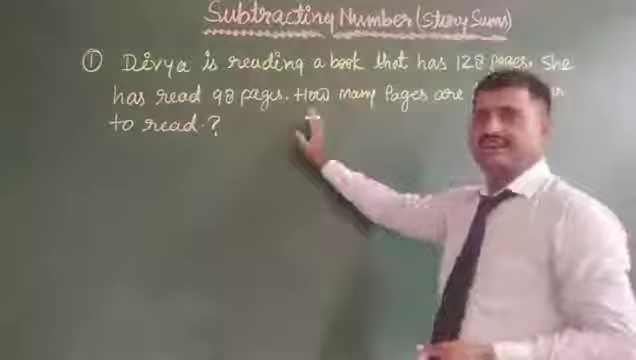 Subtracting Number (Story Sums)
① Divya is reading a book that has 128 pages. She
has read 98 pages. How many Pages are
to read.?